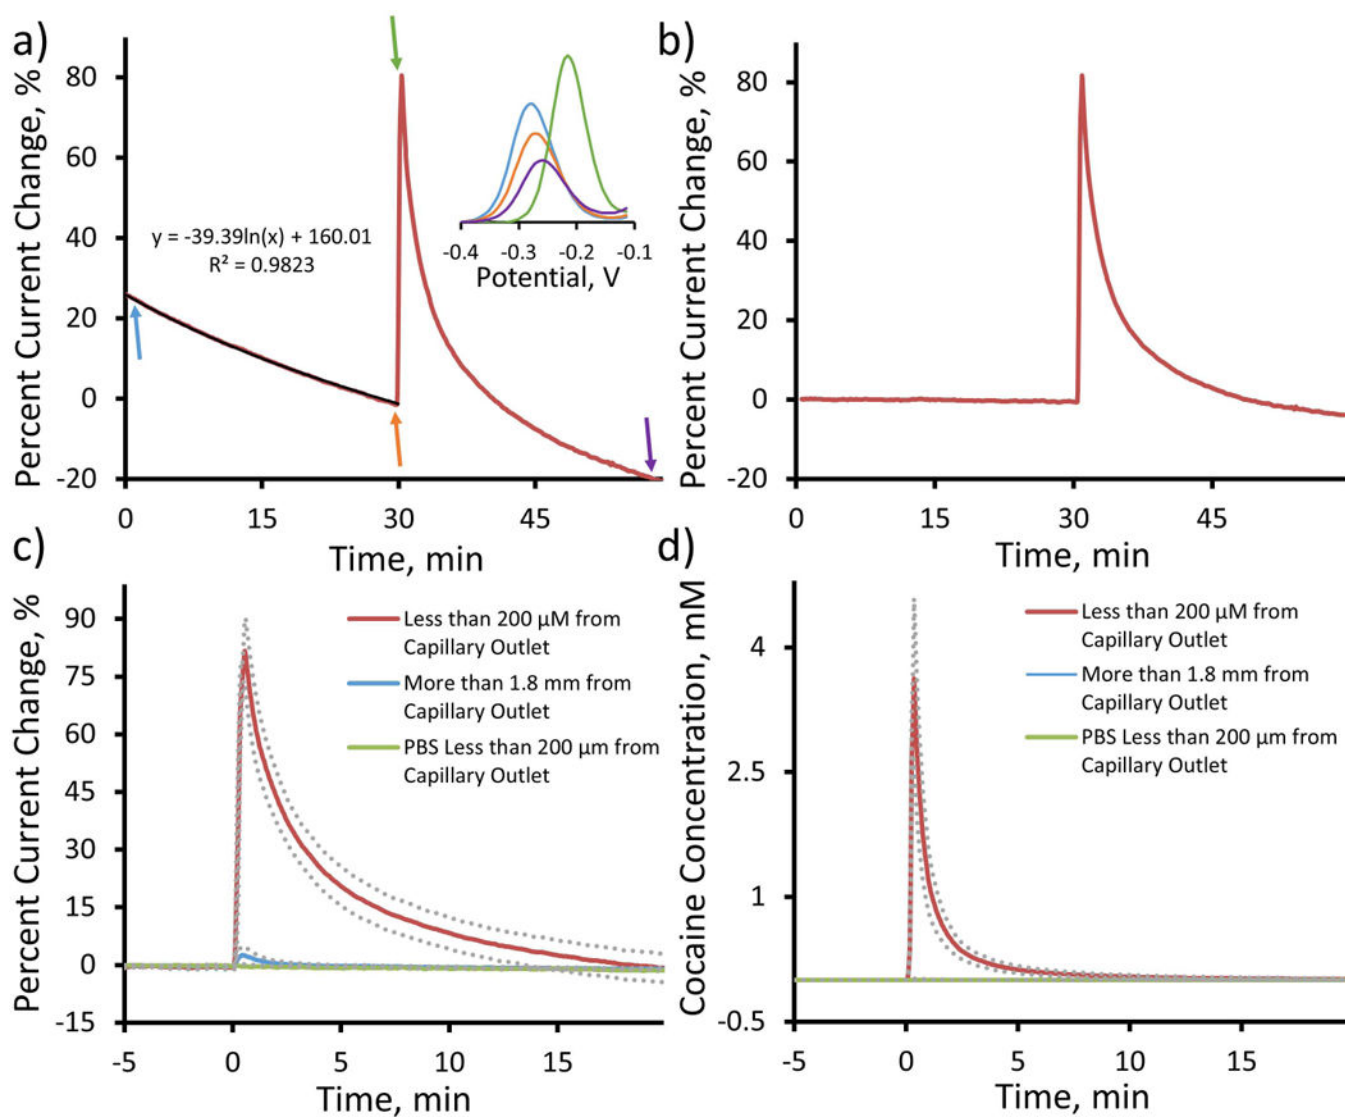 a)
Percent Current Change, %
80
60
40
20
0
-20
y = -39.39ln(x) + 160.01
R² = 0.9823
-0.4
-0.3
-0.2
-0.1
Potential, V
0
15
30
45
Time, min
b)
Percent Current Change, %
80
60
40
20
0
-20
0
15
30
45
Time, min
c)
Percent Current Change, %
90
75
60
45
30
15
0
-15
Less than 200 μM from
Capillary Outlet
More than 1.8 mm from
Capillary Outlet
PBS Less than 200 μm from
Capillary Outlet
-5
0
5
10
15
Time, min
d)
Cocaine Concentration, mM
4
2.5
1
-0.5
Less than 200 μM from
Capillary Outlet
More than 1.8 mm from
Capillary Outlet
PBS Less than 200 μm from
Capillary Outlet
-5
0
5
10
15
Time, min